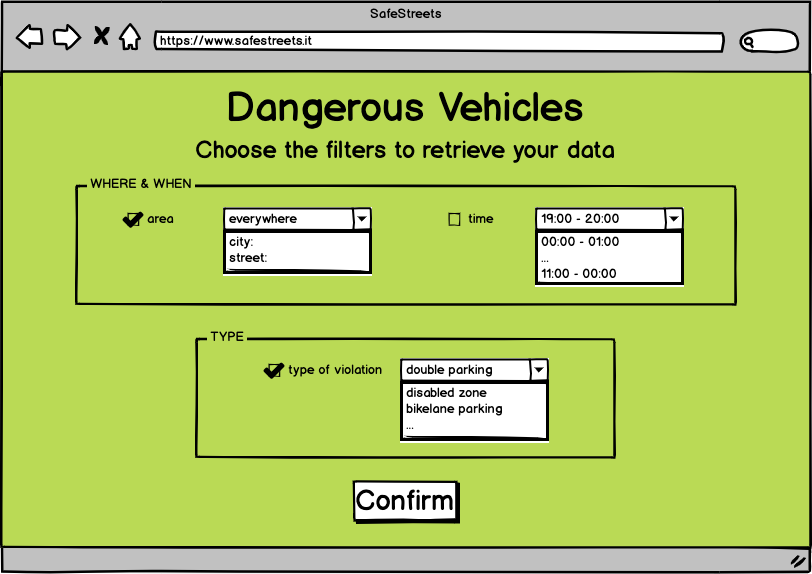 SafeStreets
https://www.safestreets.it
Dangerous Vehicles
Choose the filters to retrieve your data
WHERE & WHEN
area
everywhere
city:
street:
time
19:00 - 20:00
00:00 - 01:00
...
11:00 - 00:00
TYPE
type of violation
double parking
disabled zone
bikelane parking
...
Confirm